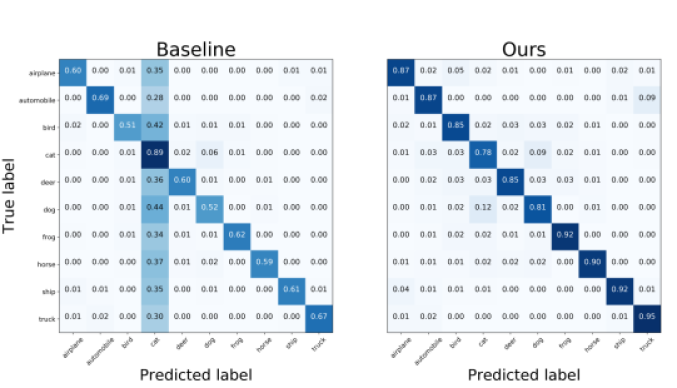 Baseline
Ours
True label
airplane 0.60 0.00 0.01 0.35 0.00 0.00 0.00 0.00 0.01 0.01
automobile 0.00 0.69 0.00 0.28 0.00 0.00 0.00 0.00 0.00 0.02
bird 0.02 0.00 0.51 0.42 0.01 0.01 0.01 0.00 0.00 0.00
cat 0.00 0.00 0.01 0.89 0.02 0.06 0.01 0.00 0.00 0.00
deer 0.00 0.00 0.01 0.36 0.60 0.01 0.01 0.01 0.00 0.00
dog 0.00 0.00 0.01 0.44 0.01 0.52 0.00 0.01 0.00 0.00
frog 0.00 0.00 0.01 0.34 0.01 0.01 0.62 0.00 0.00 0.00
horse 0.00 0.00 0.00 0.37 0.01 0.02 0.00 0.59 0.00 0.00
ship 0.01 0.01 0.00 0.35 0.00 0.00 0.00 0.00 0.61 0.01
truck 0.01 0.02 0.00 0.30 0.00 0.00 0.00 0.00 0.01 0.67
airplane automobile bird cat deer dog frog horse ship truck
Predicted label
0.87 0.02 0.05 0.02 0.01 0.01 0.01 0.00 0.02 0.01
0.01 0.87 0.00 0.00 0.00 0.00 0.01 0.00 0.01 0.09
0.02 0.01 0.85 0.02 0.03 0.03 0.02 0.01 0.00 0.00
0.01 0.03 0.03 0.78 0.02 0.09 0.02 0.01 0.00 0.01
0.00 0.02 0.03 0.03 0.85 0.03 0.02 0.02 0.00 0.00
0.00 0.01 0.02 0.12 0.02 0.81 0.01 0.01 0.00 0.00
0.00 0.01 0.02 0.02 0.01 0.01 0.92 0.00 0.00 0.00
0.01 0.01 0.01 0.02 0.02 0.02 0.00 0.90 0.00 0.00
0.04 0.01 0.01 0.01 0.00 0.00 0.00 0.00 0.92 0.01
0.01 0.02 0.00 0.00 0.00 0.00 0.00 0.00 0.01 0.95
airplane automobile bird cat deer dog frog horse ship truck
Predicted label